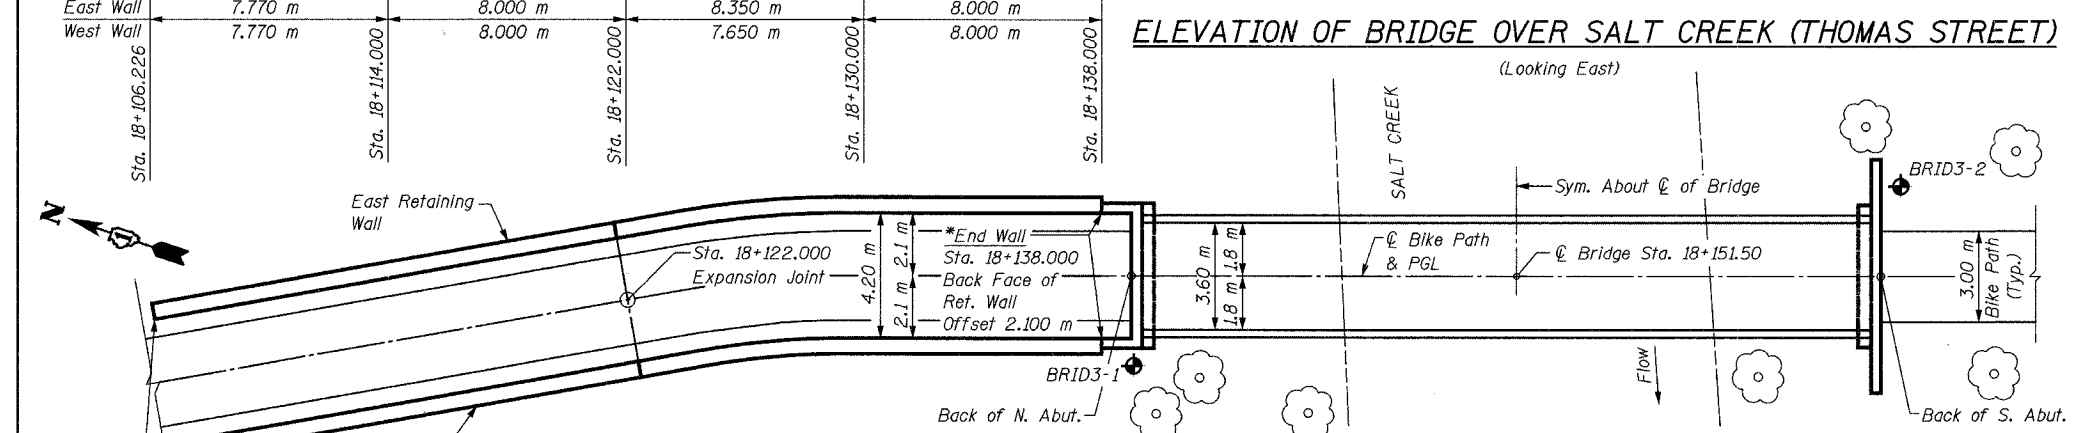 East Wall 7.770 m 8.000 m 8.350 m 8.000 m
West Wall 7.770 m 8.000 m 7.650 m 8.000 m
Sta. 18+106.226
Sta. 18+114.000
Sta. 18+122.000
Sta. 18+130.000
Sta. 18+138.000
ELEVATION OF BRIDGE OVER SALT CREEK (THOMAS STREET)
(Looking East)
SALT CREEK
BRID3-2
Sym. About ℄ of Bridge
N
East Retaining
Wall
Sta. 18+122.000
Expansion Joint
4.20 m
2.1 m
2.1 m
*End Wall
Sta. 18+138.000
Back Face of
Ret. Wall
Offset 2.100 m
3.60 m
1.8 m
1.8 m
℄ Bike Path
& PGL
℄ Bridge Sta. 18+151.50
3.00 m
Bike Path
(Typ.)
BRID3-1
Flow
Back of N. Abut.
Back of S. Abut.